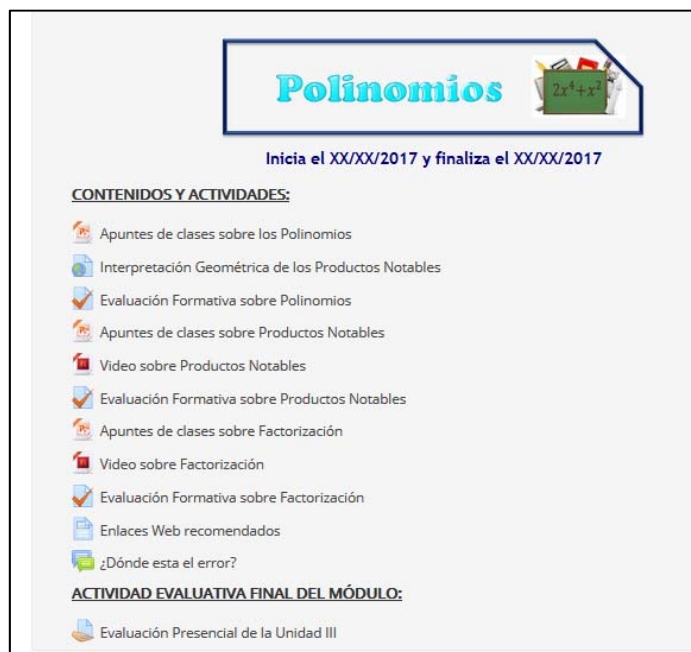 Polinomios
2x⁴+x²
Inicia el XX/XX/2017 y finaliza el XX/XX/2017
CONTENIDOS Y ACTIVIDADES:
Apuntes de clases sobre los Polinomios
Interpretación Geométrica de los Productos Notables
Evaluación Formativa sobre Polinomios
Apuntes de clases sobre Productos Notables
Video sobre Productos Notables
Evaluación Formativa sobre Productos Notables
Apuntes de clases sobre Factorización
Video sobre Factorización
Evaluación Formativa sobre Factorización
Enlaces Web recomendados
¿Dónde esta el error?
ACTIVIDAD EVALUATIVA FINAL DEL MÓDULO:
Evaluación Presencial de la Unidad III